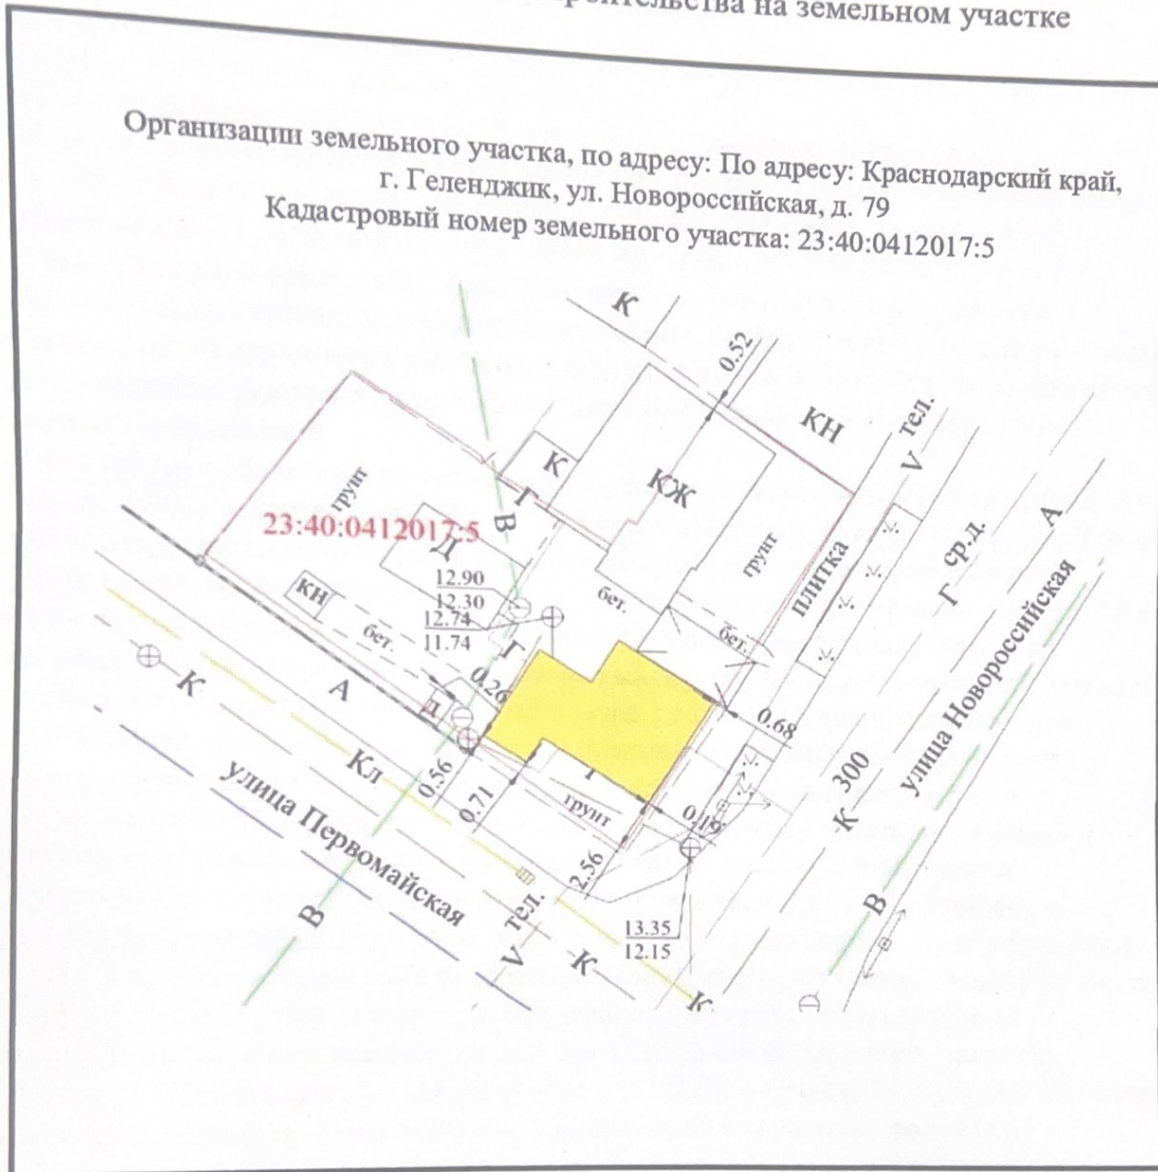 на земельном участке
Организации земельного участка, по адресу: По адресу: Краснодарский край,
г. Геленджик, ул. Новороссийская, д. 79
Кадастровый номер земельного участка: 23:40:0412017:5
К
0.52
КН
V тел.
К
КЖ
грунт
Г
В
23:40:0412017:5
Д
грунт
плитка
Г ср.д.
А
12.90
12.30
12.74
11.74
КН
бет.
бет.
бет.
Г
0.26
К
А
Д
0.68
Кл
0.56
0.71
Г
грунт
0.19
К 300
улица Новороссийская
улица Первомайская
2.56
В
V тел.
К
13.35
12.15
В
К